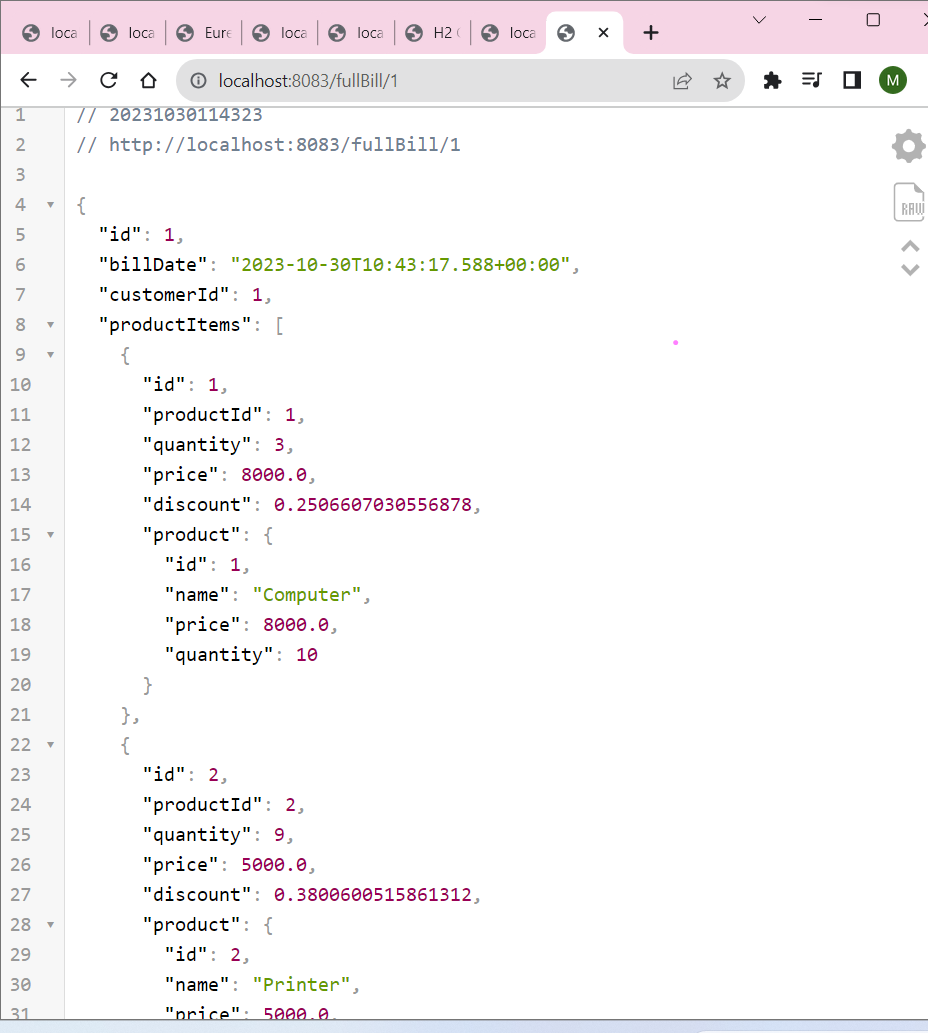 loca loca Eure loca loca H2 loca
localhost:8083/fullBill/1
M
1 // 20231030114323
2 // http://localhost:8083/fullBill/1
3
4 {
5 "id": 1,
6 "billDate": "2023-10-30T10:43:17.588+00:00",
7 "customerId": 1,
8 "productItems": [
9 {
10 "id": 1,
11 "productId": 1,
12 "quantity": 3,
13 "price": 8000.0,
14 "discount": 0.2506607030556878,
15 "product": {
16 "id": 1,
17 "name": "Computer",
18 "price": 8000.0,
19 "quantity": 10
20 }
21 },
22 {
23 "id": 2,
24 "productId": 2,
25 "quantity": 9,
26 "price": 5000.0,
27 "discount": 0.3800600515861312,
28 "product": {
29 "id": 2,
30 "name": "Printer",
31 "price": 5000.0,
RAW